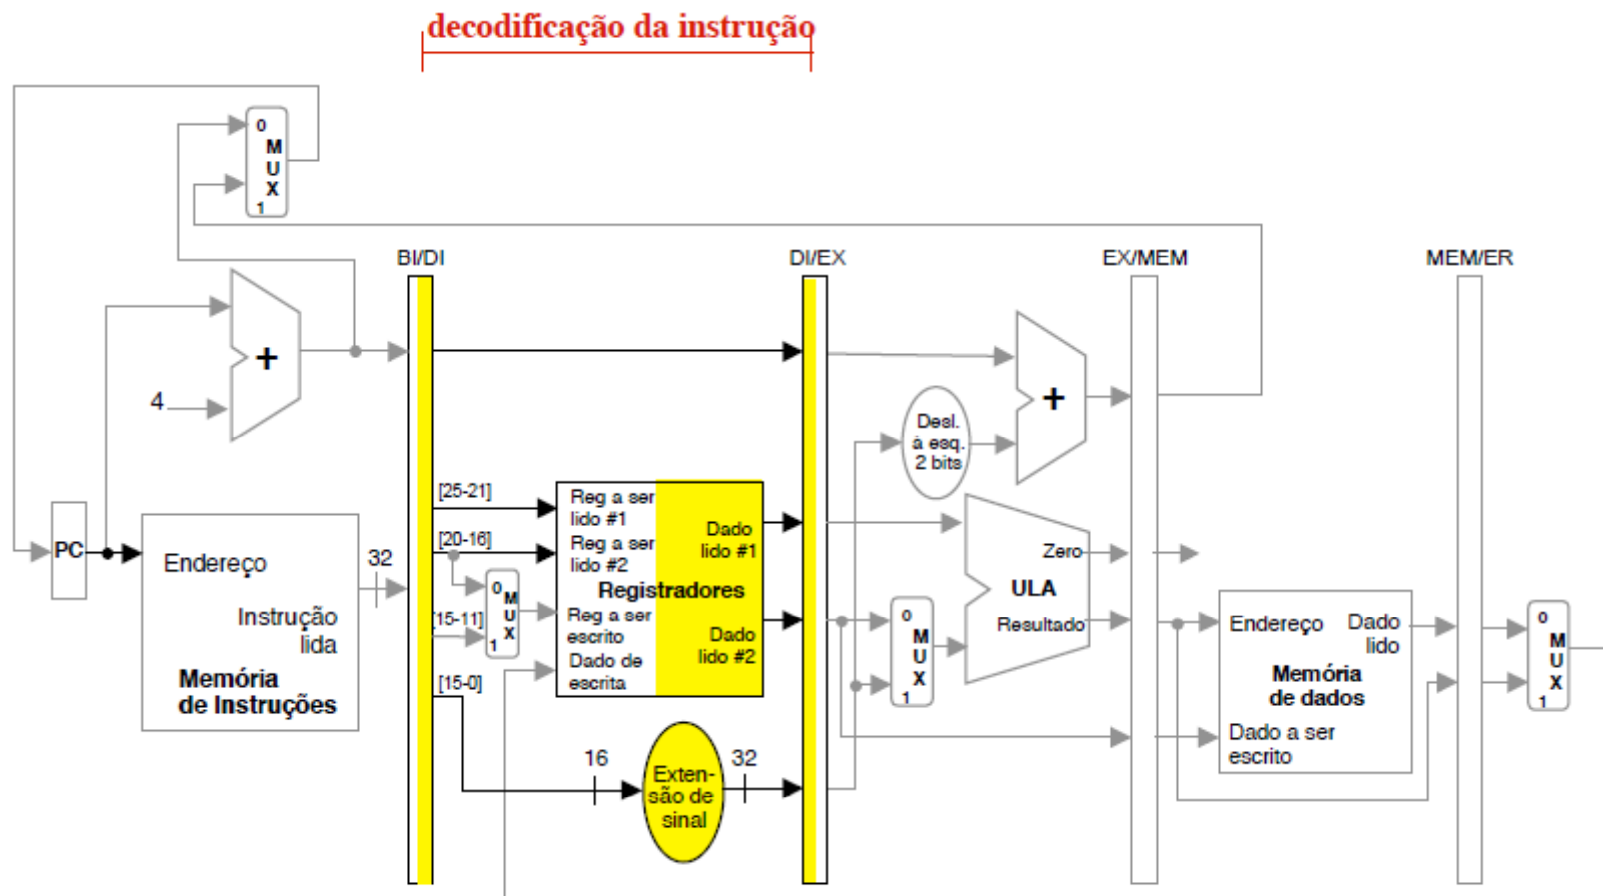 decodificação da instrução
0
M
U
X
1
BI/DI
DI/EX
EX/MEM
MEM/ER
+
4
+
Desl.
à esq.
2 bits
[25-21]
Reg a ser
lido #1
Dado
lido #1
[20-16]
Reg a ser
lido #2
Registradores
PC
Endereço
32
Instrução
lida
Memória
de Instruções
0
M
U
X
1
[15-11]
Reg a ser
escrito
Dado
lido #2
Dado de
escrita
[15-0]
16
Exten-
são de
sinal
32
0
M
U
X
1
Zero
ULA
Resultado
Endereço
Dado
lido
Memória
de dados
Dado a ser
escrito
0
M
U
X
1